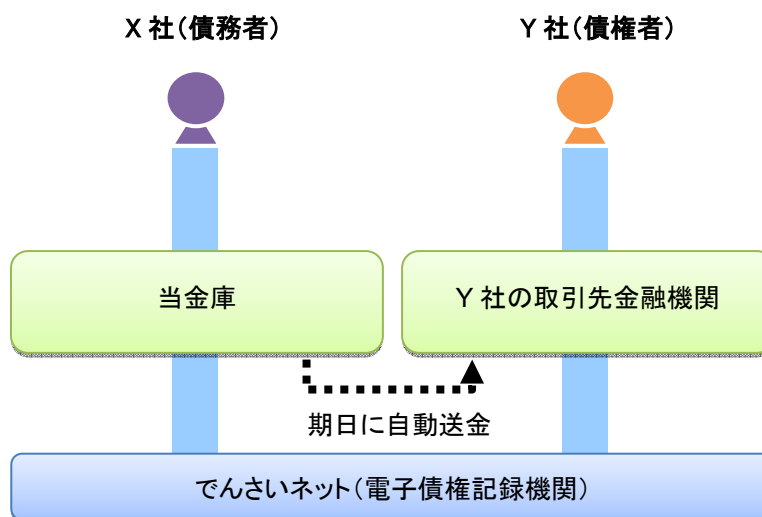 X 社（債務者）
Y 社（債権者）
当金庫
Y 社の取引先金融機関
期日に自動送金
でんさいネット（電子債権記録機関）